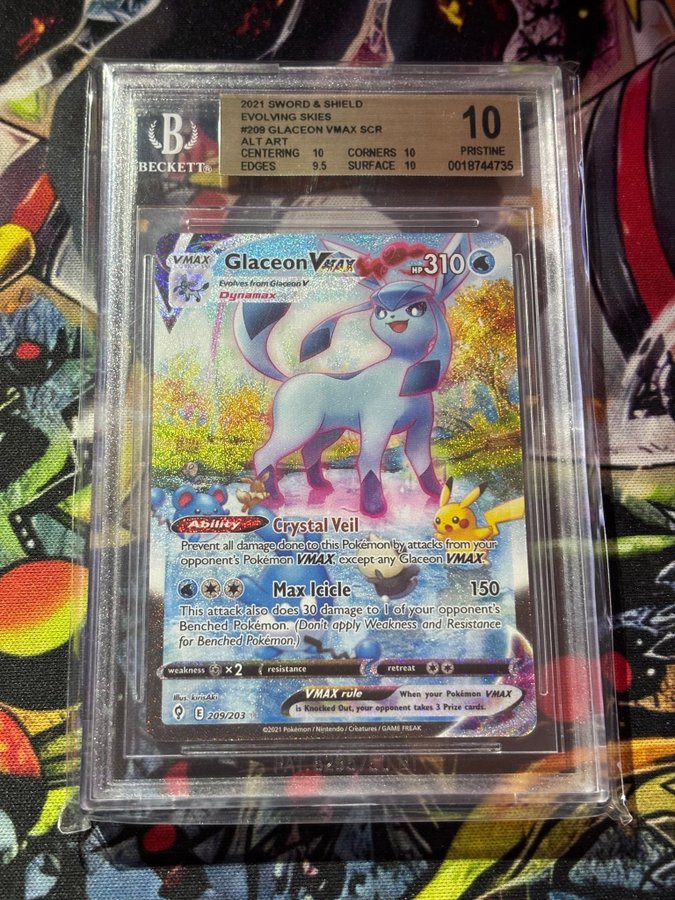 2021 SWORD & SHIELD
EVOLVING SKIES
#209 GLACEON VMAX SCR
ALT ART
CENTERING 10 CORNERS 10
EDGES 9.5 SURFACE 10
10
PRISTINE
0018744735
B
BECKETT®
VMAX
Glaceon VMAX HP 310
Evolves from Glaceon V
Dynamax
Ability Crystal Veil
Prevent all damage done to this Pokémon by attacks from your
opponent's Pokémon VMAX, except any Glaceon VMAX.
Max Icicle 150
This attack also does 30 damage to 1 of your opponent's
Benched Pokémon. (Don't apply Weakness and Resistance
for Benched Pokémon.)
weakness ×2 resistance retreat
VMAX rule When your Pokémon VMAX
is Knocked Out, your opponent takes 3 Prize cards.
Illus. kirisAki
E 209/203
©2021 Pokémon / Nintendo / Creatures / GAME FREAK